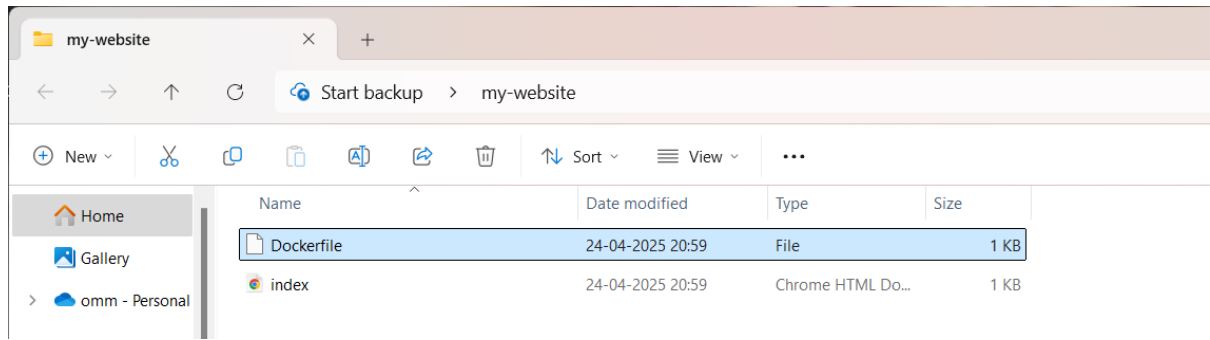 my-website
Start backup > my-website
New Sort View
Name Date modified Type Size
Home
Dockerfile 24-04-2025 20:59 File 1 KB
Gallery
index 24-04-2025 20:59 Chrome HTML Do... 1 KB
omm - Personal